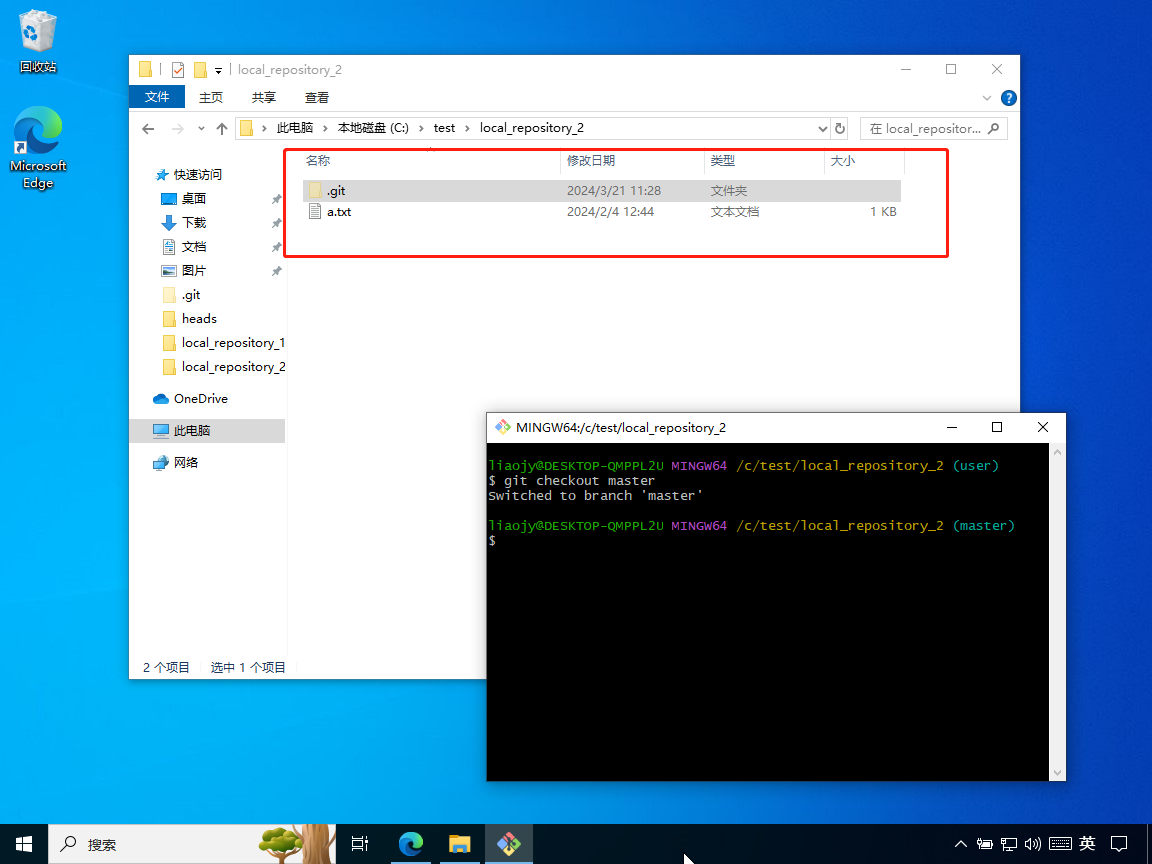 回收站
Microsoft
Edge
local_repository_2
文件 主页 共享 查看
此电脑 本地磁盘 (C:) test local_repository_2 在 local_repositor...
名称 修改日期 类型 大小
.git 2024/3/21 11:28 文件夹
a.txt 2024/2/4 12:44 文本文档 1 KB
快速访问
桌面
下载
文档
图片
.git
heads
local_repository_1
local_repository_2
OneDrive
此电脑
网络
2 个项目 选中 1 个项目
MINGW64:/c/test/local_repository_2
liaojy@DESKTOP-QMPPL2U MINGW64 /c/test/local_repository_2 (user)
$ git checkout master
Switched to branch 'master'
liaojy@DESKTOP-QMPPL2U MINGW64 /c/test/local_repository_2 (master)
$
搜索
英